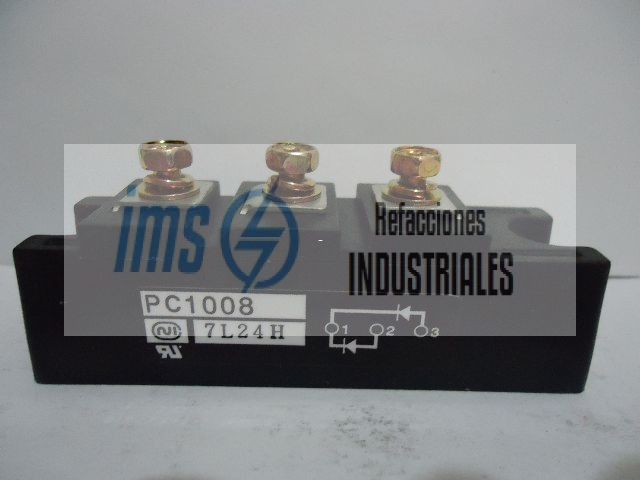 ims
Refacciones
INDUSTRIALES
PC1008
7L24H
1 2 3